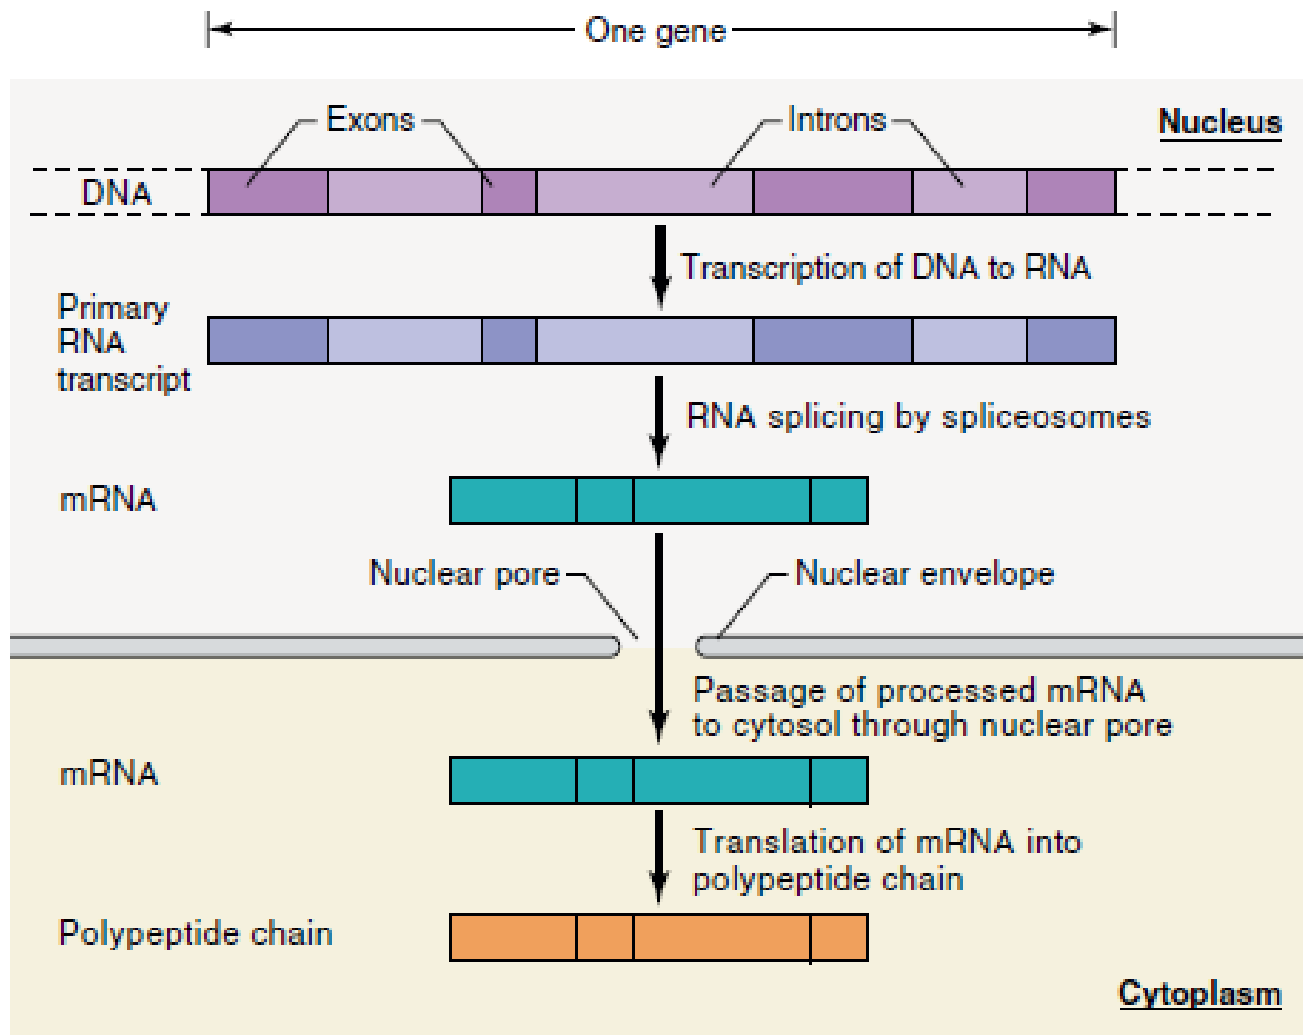 One gene
Exons
Introns
Nucleus
DNA
Transcription of DNA to RNA
Primary
RNA
transcript
RNA splicing by spliceosomes
mRNA
Nuclear pore
Nuclear envelope
Passage of processed mRNA
to cytosol through nuclear pore
mRNA
Translation of mRNA into
polypeptide chain
Polypeptide chain
Cytoplasm